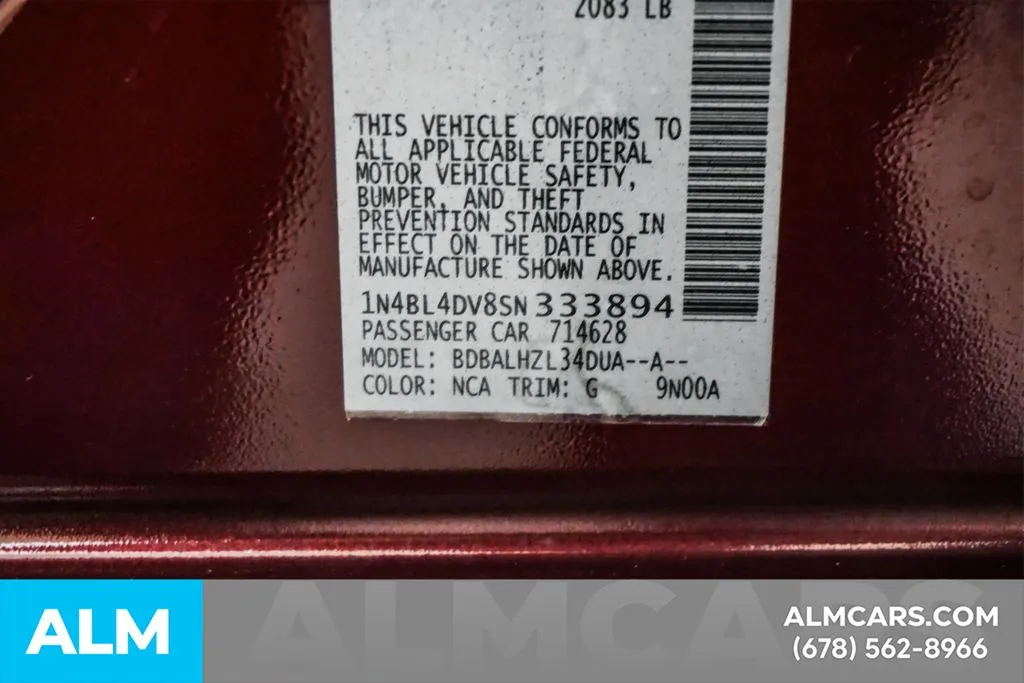 2083 LB
THIS VEHICLE CONFORMS TO
ALL APPLICABLE FEDERAL
MOTOR VEHICLE SAFETY,
BUMPER, AND THEFT
PREVENTION STANDARDS IN
EFFECT ON THE DATE OF
MANUFACTURE SHOWN ABOVE.
1N4BL4DV8SN333894
PASSENGER CAR 714628
MODEL: BDBALHZL34DUA--A--
COLOR: NCA TRIM: G 9N00A
ALM
ALMCARS
ALMCARS.COM
(678) 562-8966